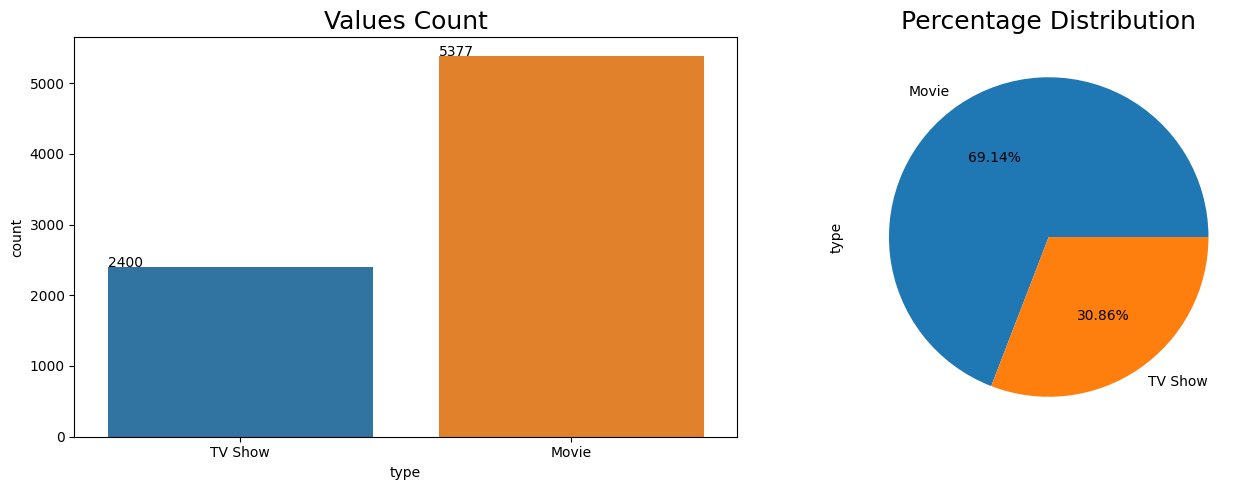 Values Count
count
5000
4000
3000
2000
1000
0
2400
5377
TV Show
Movie
type
Percentage Distribution
type
Movie
69.14%
30.86%
TV Show